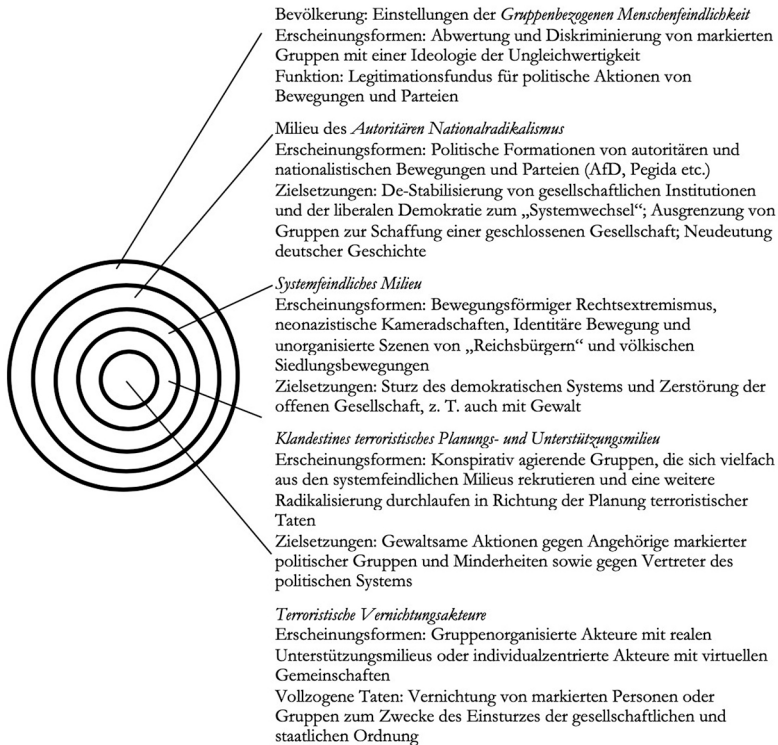 Bevölkerung: Einstellungen der Gruppenbezogenen Menschenfeindlichkeit
Erscheinungsformen: Abwertung und Diskriminierung von markierten
Gruppen mit einer Ideologie der Ungleichwertigkeit
Funktion: Legitimationsfundus für politische Aktionen von
Bewegungen und Parteien
Milieu des Autoritären Nationalradikalismus
Erscheinungsformen: Politische Formationen von autoritären und
nationalistischen Bewegungen und Parteien (AfD, Pegida etc.)
Zielsetzungen: De-Stabilisierung von gesellschaftlichen Institutionen
und der liberalen Demokratie zum „Systemwechsel“; Ausgrenzung von
Gruppen zur Schaffung einer geschlossenen Gesellschaft; Neudeutung
deutscher Geschichte
Systemfeindliches Milieu
Erscheinungsformen: Bewegungsförmiger Rechtsextremismus,
neonazistische Kameradschaften, Identitäre Bewegung und
unorganisierte Szenen von „Reichsbürgern“ und völkischen
Siedlungsbewegungen
Zielsetzungen: Sturz des demokratischen Systems und Zerstörung der
offenen Gesellschaft, z. T. auch mit Gewalt
Klandestines terroristisches Planungs- und Unterstützungsmilieu
Erscheinungsformen: Konspirativ agierende Gruppen, die sich vielfach
aus den systemfeindlichen Milieus rekrutieren und eine weitere
Radikalisierung durchlaufen in Richtung der Planung terroristischer
Taten
Zielsetzungen: Gewaltsame Aktionen gegen Angehörige markierter
politischer Gruppen und Minderheiten sowie gegen Vertreter des
politischen Systems
Terroristische Vernichtungsakteure
Erscheinungsformen: Gruppenorganisierte Akteure mit realen
Unterstützungsmilieus oder individualzentrierte Akteure mit virtuellen
Gemeinschaften
Vollzogene Taten: Vernichtung von markierten Personen oder
Gruppen zum Zwecke des Einsturzes der gesellschaftlichen und
staatlichen Ordnung